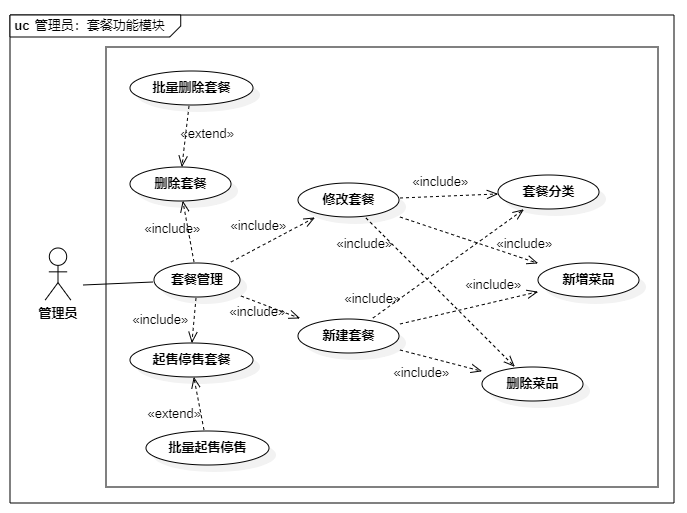 uc 管理员：套餐功能模块
批量删除套餐
«extend»
删除套餐
修改套餐
«include»
套餐分类
«include»
«include»
«include»
«include»
管理员
套餐管理
新增菜品
«include»
«include»
«include»
«include»
新建套餐
起售停售套餐
«include»
删除菜品
«extend»
批量起售停售